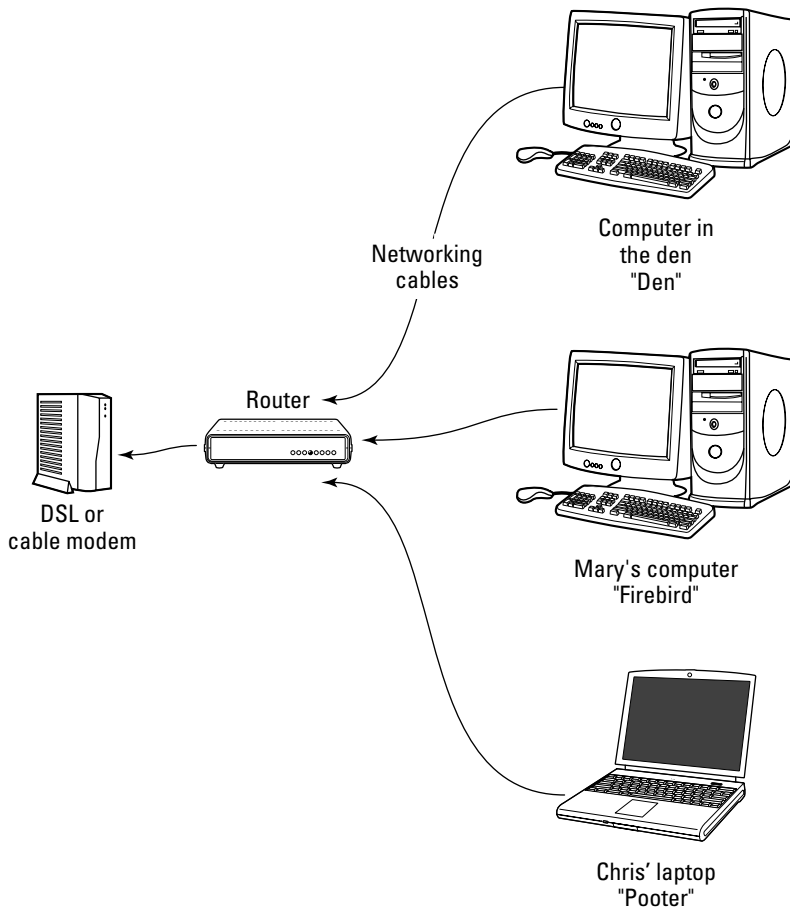 Computer in
the den
"Den"
Networking
cables
Router
DSL or
cable modem
Mary's computer
"Firebird"
Chris’ laptop
"Pooter"